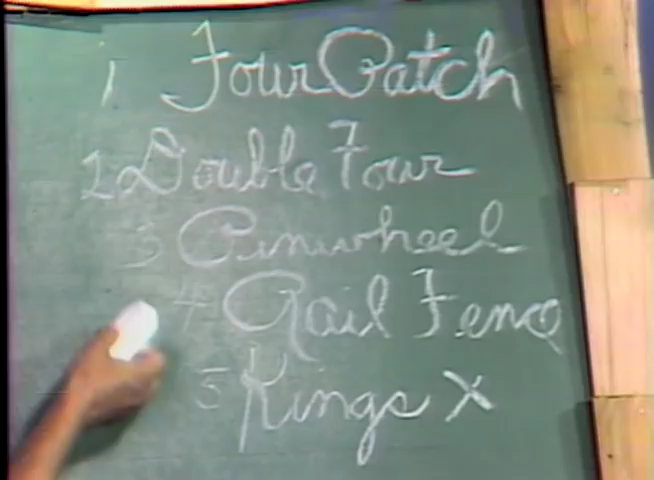 1 Four Patch
2 Double Four
3 Pinwheel
4 Rail Fence
5 Kings X